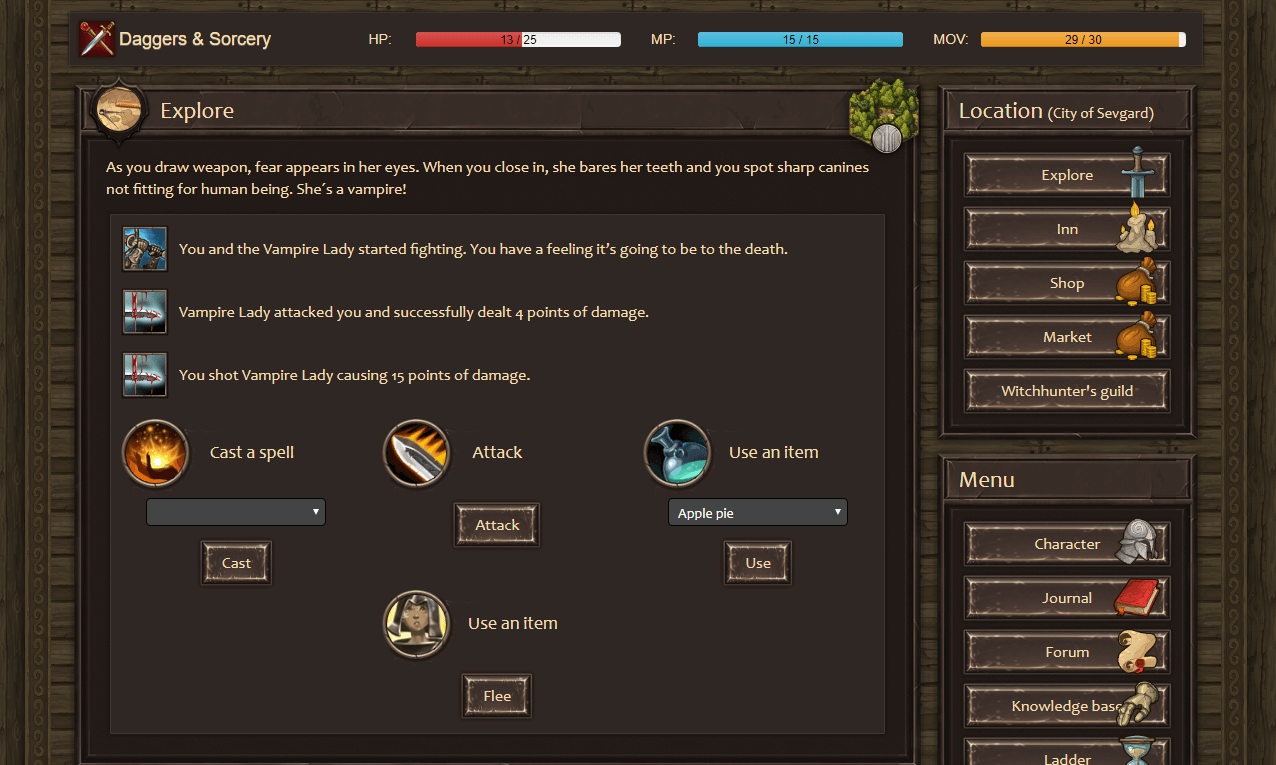 Daggers & Sorcery
HP:
13 / 25
MP:
15 / 15
MOV:
29 / 30
Explore
As you draw weapon, fear appears in her eyes. When you close in, she bares her teeth and you spot sharp canines
not fitting for human being. She´s a vampire!
You and the Vampire Lady started fighting. You have a feeling it’s going to be to the death.
Vampire Lady attacked you and successfully dealt 4 points of damage.
You shot Vampire Lady causing 15 points of damage.
Cast a spell
Cast
Attack
Attack
Use an item
Apple pie
Use
Use an item
Flee
Location (City of Sevgard)
Explore
Inn
Shop
Market
Witchhunter's guild
Menu
Character
Journal
Forum
Knowledge base
Ladder